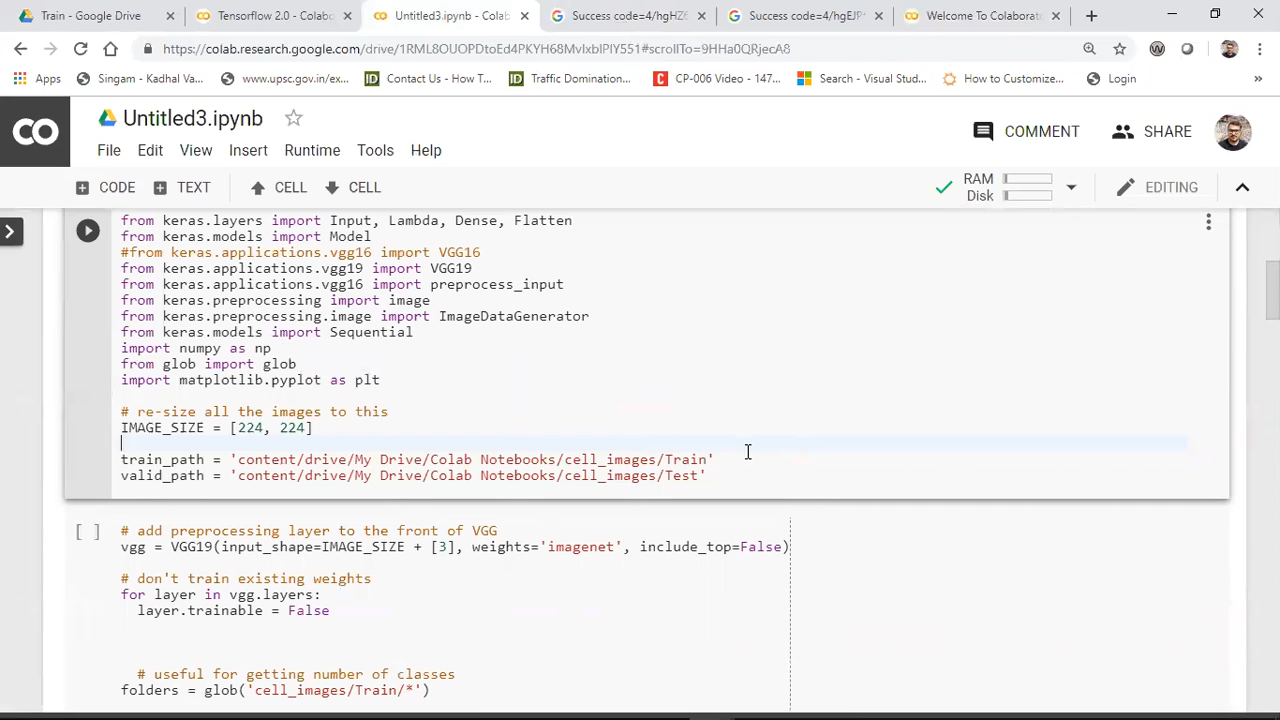 Train - Google Drive
Tensorflow 2.0 - Colabo
Untitled3.ipynb - Colab
Success code=4/hgHZ6
Success code=4/hgEJP
Welcome To Colaborato
https://colab.research.google.com/drive/1RML8OUOPDtoEd4PKYH68MvIxblPlY551#scrollTo=9HHa0QRjecA8
Apps
Singam - Kadhal Va...
www.upsc.gov.in/ex...
Contact Us - How T...
Traffic Domination...
CP-006 Video - 147...
Search - Visual Stud...
How to Customize...
Login
»
CO
Untitled3.ipynb
COMMENT
SHARE
File Edit View Insert Runtime Tools Help
CODE TEXT CELL CELL
RAM
Disk
EDITING
from keras.layers import Input, Lambda, Dense, Flatten
from keras.models import Model
#from keras.applications.vgg16 import VGG16
from keras.applications.vgg19 import VGG19
from keras.applications.vgg16 import preprocess_input
from keras.preprocessing import image
from keras.preprocessing.image import ImageDataGenerator
from keras.models import Sequential
import numpy as np
from glob import glob
import matplotlib.pyplot as plt
# re-size all the images to this
IMAGE_SIZE = [224, 224]
train_path = 'content/drive/My Drive/Colab Notebooks/cell_images/Train'
valid_path = 'content/drive/My Drive/Colab Notebooks/cell_images/Test'
[ ]
# add preprocessing layer to the front of VGG
vgg = VGG19(input_shape=IMAGE_SIZE + [3], weights='imagenet', include_top=False)
# don't train existing weights
for layer in vgg.layers:
layer.trainable = False
# useful for getting number of classes
folders = glob('cell_images/Train/*')